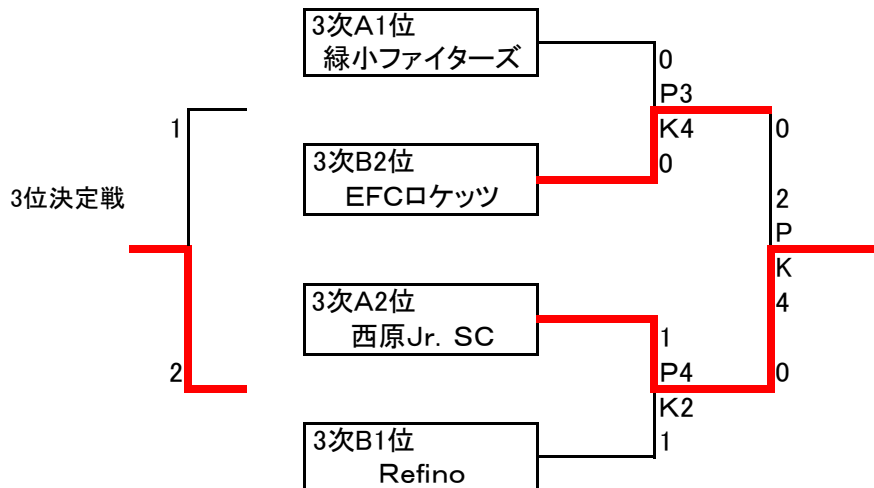 3次A1位
緑小ファイターズ
0
P3
K4
0
3次B2位
EFCロケッツ
1
3位決定戦
2
0
2
P
K
4
0
3次A2位
西原Jr. SC
1
P4
K2
1
3次B1位
Refino